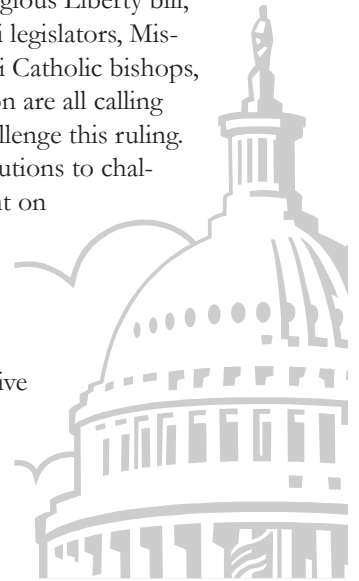 gious Liberty bill,
i legislators, Mis-
i Catholic bishops,
on are all calling
llenge this ruling.
utions to chal-
nt on
ive